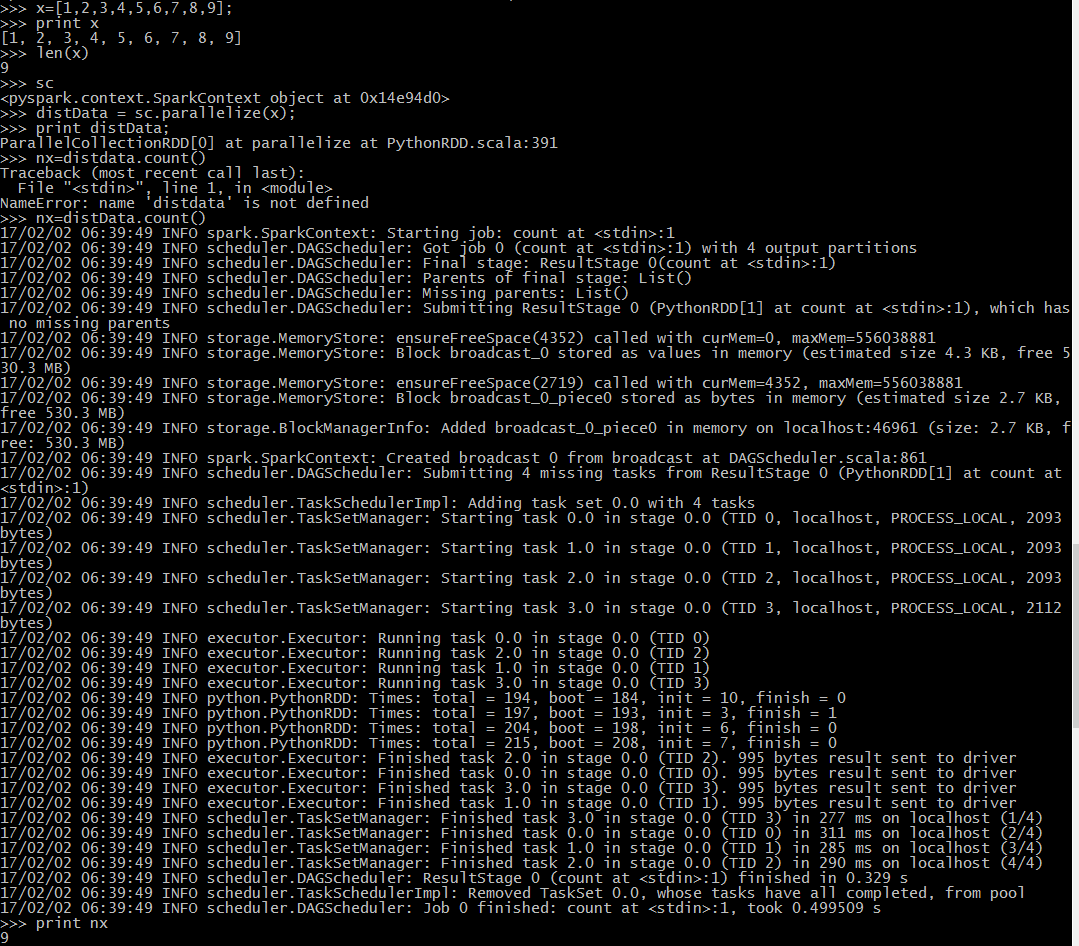 >>> x=[1,2,3,4,5,6,7,8,9];
>>> print x
[1, 2, 3, 4, 5, 6, 7, 8, 9]
>>> len(x)
9
>>> sc
<pyspark.context.SparkContext object at 0x14e94d0>
>>> distData = sc.parallelize(x);
>>> print distData;
ParallelCollectionRDD[0] at parallelize at PythonRDD.scala:391
>>> nx=distdata.count()
Traceback (most recent call last):
  File "<stdin>", line 1, in <module>
NameError: name 'distdata' is not defined
>>> nx=distData.count()
17/02/02 06:39:49 INFO spark.SparkContext: Starting job: count at <stdin>:1
17/02/02 06:39:49 INFO scheduler.DAGScheduler: Got job 0 (count at <stdin>:1) with 4 output partitions
17/02/02 06:39:49 INFO scheduler.DAGScheduler: Final stage: ResultStage 0(count at <stdin>:1)
17/02/02 06:39:49 INFO scheduler.DAGScheduler: Parents of final stage: List()
17/02/02 06:39:49 INFO scheduler.DAGScheduler: Missing parents: List()
17/02/02 06:39:49 INFO scheduler.DAGScheduler: Submitting ResultStage 0 (PythonRDD[1] at count at <stdin>:1), which has
 no missing parents
17/02/02 06:39:49 INFO storage.MemoryStore: ensureFreeSpace(4352) called with curMem=0, maxMem=556038881
17/02/02 06:39:49 INFO storage.MemoryStore: Block broadcast_0 stored as values in memory (estimated size 4.3 KB, free 5
30.3 MB)
17/02/02 06:39:49 INFO storage.MemoryStore: ensureFreeSpace(2719) called with curMem=4352, maxMem=556038881
17/02/02 06:39:49 INFO storage.MemoryStore: Block broadcast_0_piece0 stored as bytes in memory (estimated size 2.7 KB, 
free 530.3 MB)
17/02/02 06:39:49 INFO storage.BlockManagerInfo: Added broadcast_0_piece0 in memory on localhost:46961 (size: 2.7 KB, f
ree: 530.3 MB)
17/02/02 06:39:49 INFO spark.SparkContext: Created broadcast 0 from broadcast at DAGScheduler.scala:861
17/02/02 06:39:49 INFO scheduler.DAGScheduler: Submitting 4 missing tasks from ResultStage 0 (PythonRDD[1] at count at 
<stdin>:1)
17/02/02 06:39:49 INFO scheduler.TaskSchedulerImpl: Adding task set 0.0 with 4 tasks
17/02/02 06:39:49 INFO scheduler.TaskSetManager: Starting task 0.0 in stage 0.0 (TID 0, localhost, PROCESS_LOCAL, 2093 
bytes)
17/02/02 06:39:49 INFO scheduler.TaskSetManager: Starting task 1.0 in stage 0.0 (TID 1, localhost, PROCESS_LOCAL, 2093 
bytes)
17/02/02 06:39:49 INFO scheduler.TaskSetManager: Starting task 2.0 in stage 0.0 (TID 2, localhost, PROCESS_LOCAL, 2093 
bytes)
17/02/02 06:39:49 INFO scheduler.TaskSetManager: Starting task 3.0 in stage 0.0 (TID 3, localhost, PROCESS_LOCAL, 2112 
bytes)
17/02/02 06:39:49 INFO executor.Executor: Running task 0.0 in stage 0.0 (TID 0)
17/02/02 06:39:49 INFO executor.Executor: Running task 2.0 in stage 0.0 (TID 2)
17/02/02 06:39:49 INFO executor.Executor: Running task 1.0 in stage 0.0 (TID 1)
17/02/02 06:39:49 INFO executor.Executor: Running task 3.0 in stage 0.0 (TID 3)
17/02/02 06:39:49 INFO python.PythonRDD: Times: total = 194, boot = 184, init = 10, finish = 0
17/02/02 06:39:49 INFO python.PythonRDD: Times: total = 197, boot = 193, init = 3, finish = 1
17/02/02 06:39:49 INFO python.PythonRDD: Times: total = 204, boot = 198, init = 6, finish = 0
17/02/02 06:39:49 INFO python.PythonRDD: Times: total = 215, boot = 208, init = 7, finish = 0
17/02/02 06:39:49 INFO executor.Executor: Finished task 2.0 in stage 0.0 (TID 2). 995 bytes result sent to driver
17/02/02 06:39:49 INFO executor.Executor: Finished task 0.0 in stage 0.0 (TID 0). 995 bytes result sent to driver
17/02/02 06:39:49 INFO executor.Executor: Finished task 3.0 in stage 0.0 (TID 3). 995 bytes result sent to driver
17/02/02 06:39:49 INFO executor.Executor: Finished task 1.0 in stage 0.0 (TID 1). 995 bytes result sent to driver
17/02/02 06:39:49 INFO scheduler.TaskSetManager: Finished task 3.0 in stage 0.0 (TID 3) in 277 ms on localhost (1/4)
17/02/02 06:39:49 INFO scheduler.TaskSetManager: Finished task 0.0 in stage 0.0 (TID 0) in 311 ms on localhost (2/4)
17/02/02 06:39:49 INFO scheduler.TaskSetManager: Finished task 1.0 in stage 0.0 (TID 1) in 285 ms on localhost (3/4)
17/02/02 06:39:49 INFO scheduler.TaskSetManager: Finished task 2.0 in stage 0.0 (TID 2) in 290 ms on localhost (4/4)
17/02/02 06:39:49 INFO scheduler.DAGScheduler: ResultStage 0 (count at <stdin>:1) finished in 0.329 s
17/02/02 06:39:49 INFO scheduler.TaskSchedulerImpl: Removed TaskSet 0.0, whose tasks have all completed, from pool
17/02/02 06:39:49 INFO scheduler.DAGScheduler: Job 0 finished: count at <stdin>:1, took 0.499509 s
>>> print nx
9